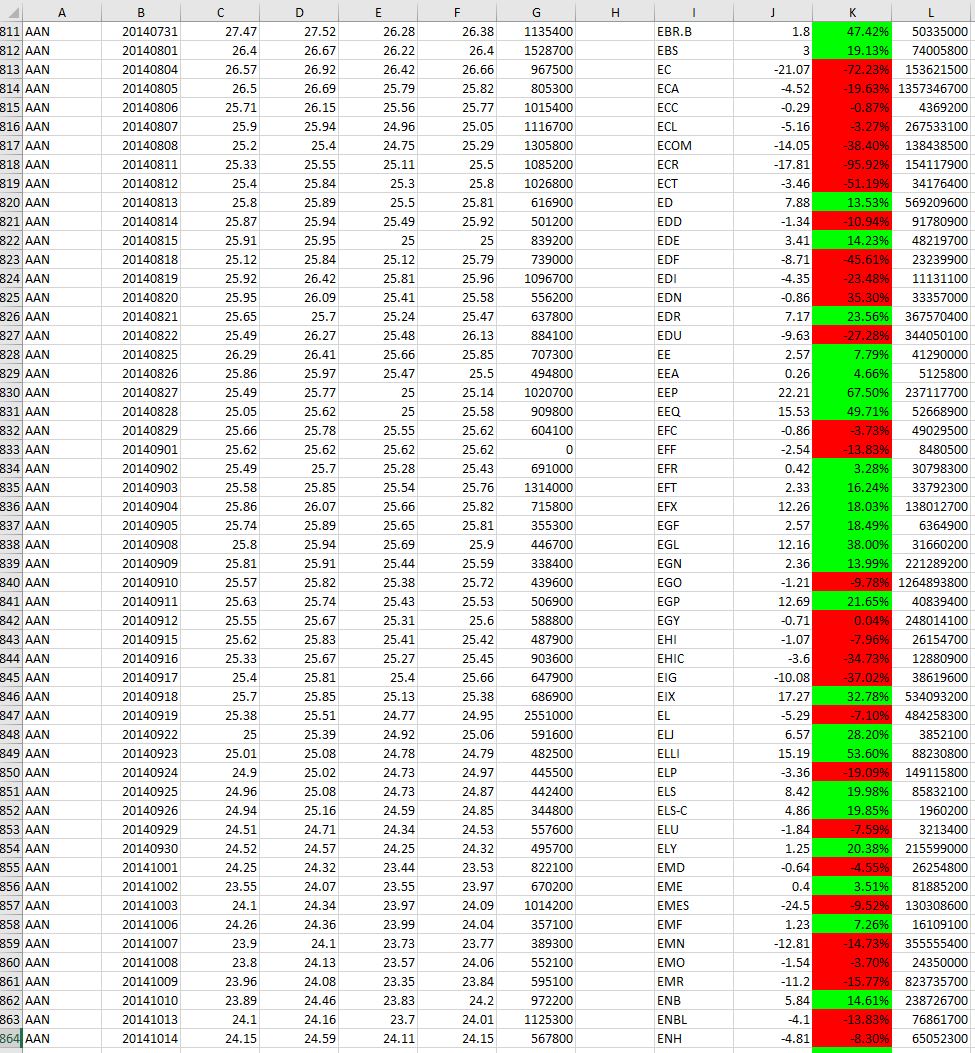 A B C D E F G H I J K L
811 AAN 20140731 27.47 27.52 26.28 26.38 1135400 EBR.B 1.8 47.42% 50335000
812 AAN 20140801 26.4 26.67 26.22 26.4 1528700 EBS 3 19.13% 74005800
813 AAN 20140804 26.57 26.92 26.42 26.66 967500 EC -21.07 -72.23% 153621500
814 AAN 20140805 26.5 26.69 25.79 25.82 805300 ECA -4.52 -19.63% 1357346700
815 AAN 20140806 25.71 26.15 25.56 25.77 1015400 ECC -0.29 -0.87% 4369200
816 AAN 20140807 25.9 25.94 24.96 25.05 1116700 ECL -5.16 -3.27% 267533100
817 AAN 20140808 25.2 25.4 24.75 25.29 1305800 ECOM -14.05 -38.40% 138438500
818 AAN 20140811 25.33 25.55 25.11 25.5 1085200 ECR -17.81 -95.92% 154117900
819 AAN 20140812 25.4 25.84 25.3 25.8 1026800 ECT -3.46 -51.19% 34176400
820 AAN 20140813 25.8 25.89 25.5 25.81 616900 ED 7.88 13.53% 569209600
821 AAN 20140814 25.87 25.94 25.49 25.92 501200 EDD -1.34 -10.94% 91780900
822 AAN 20140815 25.91 25.95 25 25 839200 EDE 3.41 14.23% 48219700
823 AAN 20140818 25.12 25.84 25.12 25.79 739000 EDF -8.71 -45.61% 23239900
824 AAN 20140819 25.92 26.42 25.81 25.96 1096700 EDI -4.35 -23.48% 11131100
825 AAN 20140820 25.95 26.09 25.41 25.58 556200 EDN -0.86 35.30% 33357000
826 AAN 20140821 25.65 25.7 25.24 25.47 637800 EDR 7.17 23.56% 367570400
827 AAN 20140822 25.49 26.27 25.48 26.13 884100 EDU -9.63 -27.28% 344050100
828 AAN 20140825 26.29 26.41 25.66 25.85 707300 EE 2.57 7.79% 41290000
829 AAN 20140826 25.86 25.97 25.47 25.5 494800 EEA 0.26 4.66% 5125800
830 AAN 20140827 25.49 25.77 25 25.14 1020700 EEP 22.21 67.50% 237117700
831 AAN 20140828 25.05 25.62 25 25.58 909800 EEQ 15.53 49.71% 52668900
832 AAN 20140829 25.66 25.78 25.55 25.62 604100 EFC -0.86 -3.73% 49029500
833 AAN 20140901 25.62 25.62 25.62 25.62 0 EFF -2.54 -13.83% 8480500
834 AAN 20140902 25.49 25.7 25.28 25.43 691000 EFR 0.42 3.28% 30798300
835 AAN 20140903 25.58 25.85 25.54 25.76 1314000 EFT 2.33 16.24% 33792300
836 AAN 20140904 25.86 26.07 25.66 25.82 715800 EFX 12.26 18.03% 138012700
837 AAN 20140905 25.74 25.89 25.65 25.81 355300 EGF 2.57 18.49% 6364900
838 AAN 20140908 25.8 25.94 25.69 25.9 446700 EGL 12.16 38.00% 31660200
839 AAN 20140909 25.81 25.91 25.44 25.59 338400 EGN 2.36 13.99% 221289200
840 AAN 20140910 25.57 25.82 25.38 25.72 439600 EGO -1.21 -9.78% 1264893800
841 AAN 20140911 25.63 25.74 25.43 25.53 506900 EGP 12.69 21.65% 40839400
842 AAN 20140912 25.55 25.67 25.31 25.6 588800 EGY -0.71 0.04% 248014100
843 AAN 20140915 25.62 25.83 25.41 25.42 487900 EHI -1.07 -7.96% 26154700
844 AAN 20140916 25.33 25.67 25.27 25.45 903600 EHIC -3.6 -34.73% 12880900
845 AAN 20140917 25.4 25.81 25.4 25.66 647900 EIG -10.08 -37.02% 38619600
846 AAN 20140918 25.7 25.85 25.13 25.38 686900 EIX 17.27 32.78% 534093200
847 AAN 20140919 25.38 25.51 24.77 24.95 2551000 EL -5.29 -7.10% 484258300
848 AAN 20140922 25 25.39 24.92 25.06 591600 ELJ 6.57 28.20% 3852100
849 AAN 20140923 25.01 25.08 24.78 24.79 482500 ELLI 15.19 53.60% 88230800
850 AAN 20140924 24.9 25.02 24.73 24.97 445500 ELP -3.36 -19.09% 149115800
851 AAN 20140925 24.96 25.08 24.73 24.87 442400 ELS 8.42 19.98% 85832100
852 AAN 20140926 24.94 25.16 24.59 24.85 344800 ELS-C 4.86 19.85% 1960200
853 AAN 20140929 24.51 24.71 24.34 24.53 557600 ELU -1.84 -7.59% 3213400
854 AAN 20140930 24.52 24.57 24.25 24.32 495700 ELY 1.25 20.38% 215599000
855 AAN 20141001 24.25 24.32 23.44 23.53 822100 EMD -0.64 -4.55% 26254800
856 AAN 20141002 23.55 24.07 23.55 23.97 670200 EME 0.4 3.51% 81885200
857 AAN 20141003 24.1 24.34 23.97 24.09 1014200 EMES -24.5 -9.52% 130308600
858 AAN 20141006 24.26 24.36 23.99 24.04 357100 EMF 1.23 7.26% 16109100
859 AAN 20141007 23.9 24.1 23.73 23.77 389300 EMN -12.81 -14.73% 355555400
860 AAN 20141008 23.8 24.13 23.57 24.06 552100 EMO -1.54 -3.70% 24350000
861 AAN 20141009 23.96 24.08 23.35 23.84 595100 EMR -11.2 -15.77% 823735700
862 AAN 20141010 23.89 24.46 23.83 24.2 972200 ENB 5.84 14.61% 238726700
863 AAN 20141013 24.1 24.16 23.7 24.01 1125300 ENBL -4.1 -13.83% 76861700
864 AAN 20141014 24.15 24.59 24.11 24.15 567800 ENH -4.81 -8.30% 65052300